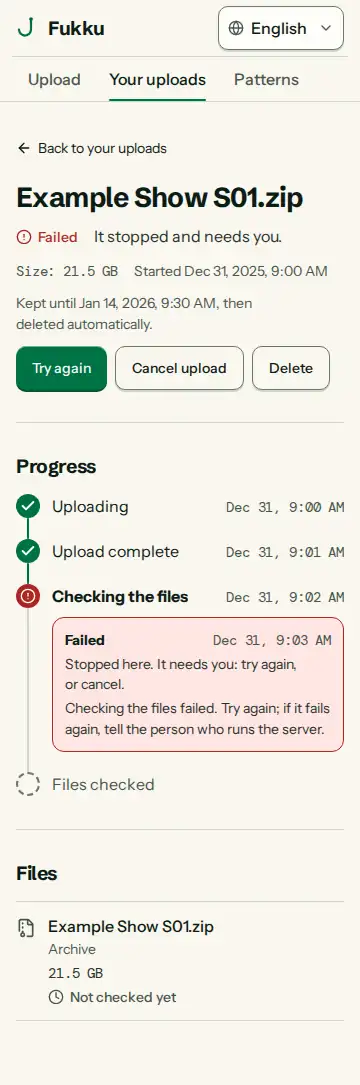 Fukku
English
Upload
Your uploads
Patterns
Back to your uploads
Example Show S01.zip
Failed It stopped and needs you.
Size: 21.5 GB Started Dec 31, 2025, 9:00 AM
Kept until Jan 14, 2026, 9:30 AM, then
deleted automatically.
Try again
Cancel upload
Delete
Progress
Uploading Dec 31, 9:00 AM
Upload complete Dec 31, 9:01 AM
Checking the files Dec 31, 9:02 AM
Failed Dec 31, 9:03 AM
Stopped here. It needs you: try again,
or cancel.
Checking the files failed. Try again; if it fails
again, tell the person who runs the server.
Files checked
Files
Example Show S01.zip
Archive
21.5 GB
Not checked yet